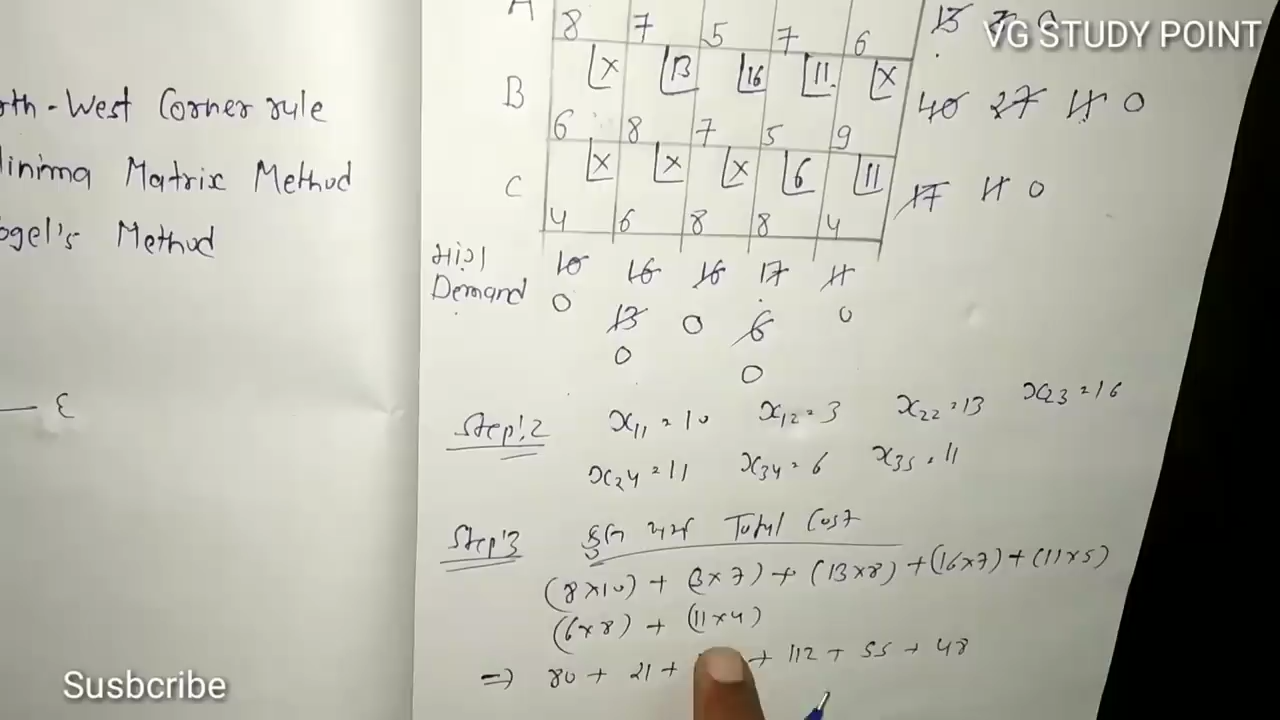 VG STUDY POINT
rth-West Corner rule
inima Matrix Method
ogel's Method
ε
A 8 7 5 7 6 13 3 0
B X 13 16 11 X 40 27 11 0
6 8 7 5 9
C X X X 6 11 17 11 0
4 6 8 8 4
मांग
Demand
10 16 16 17 11
0 13 0 6 0
0 0
Step:2 x11 = 10 x12 = 3 x22 = 13 x23 = 16
x24 = 11 x34 = 6 x35 = 11
Step:3 Total Cost
(8×10) + (3×7) + (13×8) + (16×7) + (11×5)
(6×8) + (11×4)
⇒ 80 + 21 + + 112 + 55 + 48
Susbcribe